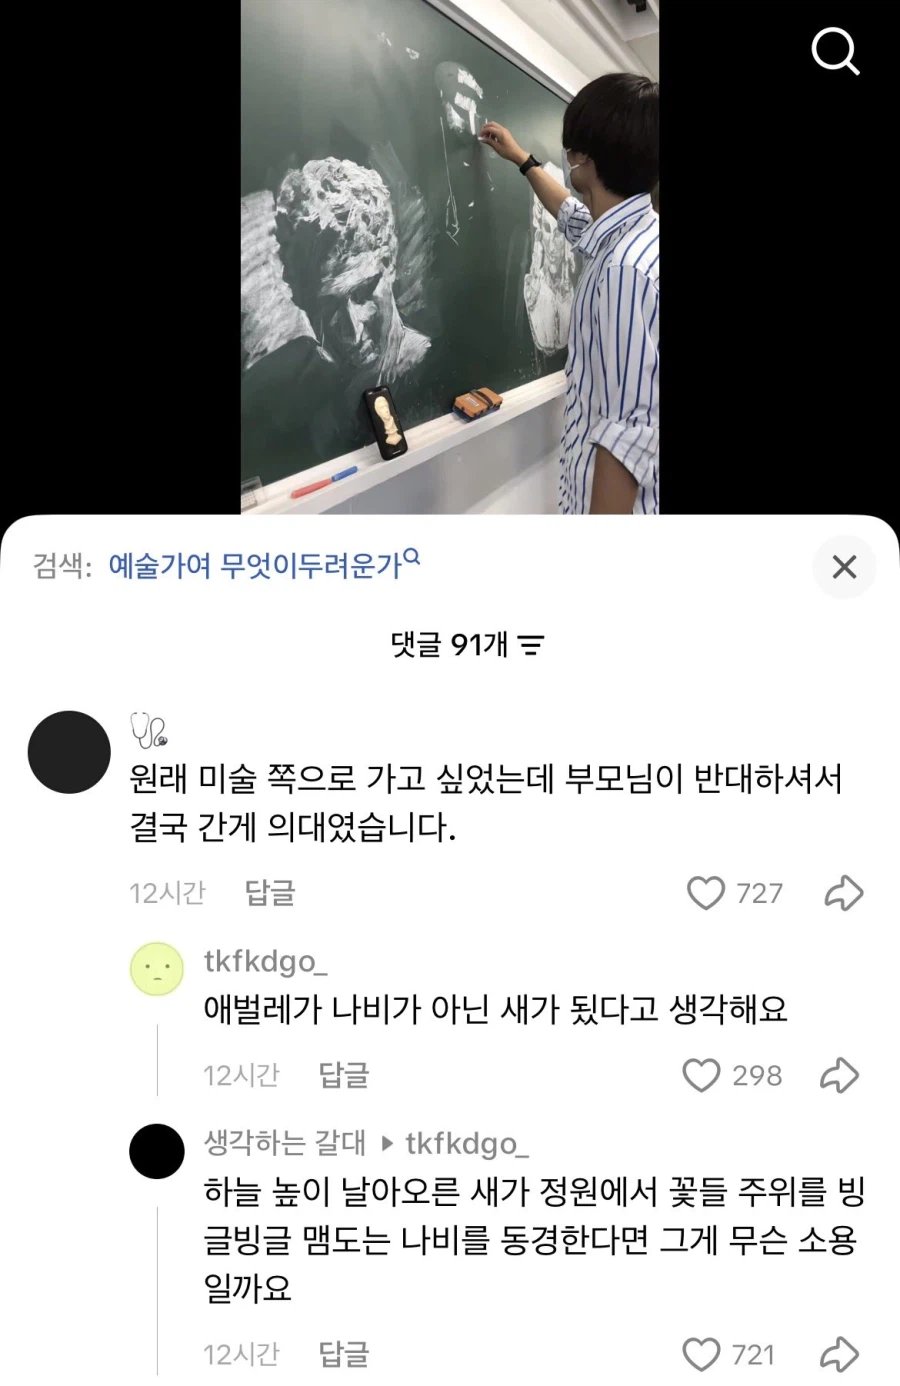 검색: 예술가여 무엇이두려운가
댓글 91개
원래 미술 쪽으로 가고 싶었는데 부모님이 반대하셔서
결국 간게 의대였습니다.
12시간 답글 727
tkfkdgo_
애벌레가 나비가 아닌 새가 됬다고 생각해요
12시간 답글 298
생각하는 갈대 ▶ tkfkdgo_
하늘 높이 날아오른 새가 정원에서 꽃들 주위를 빙
글빙글 맴도는 나비를 동경한다면 그게 무슨 소용
일까요
12시간 답글 721